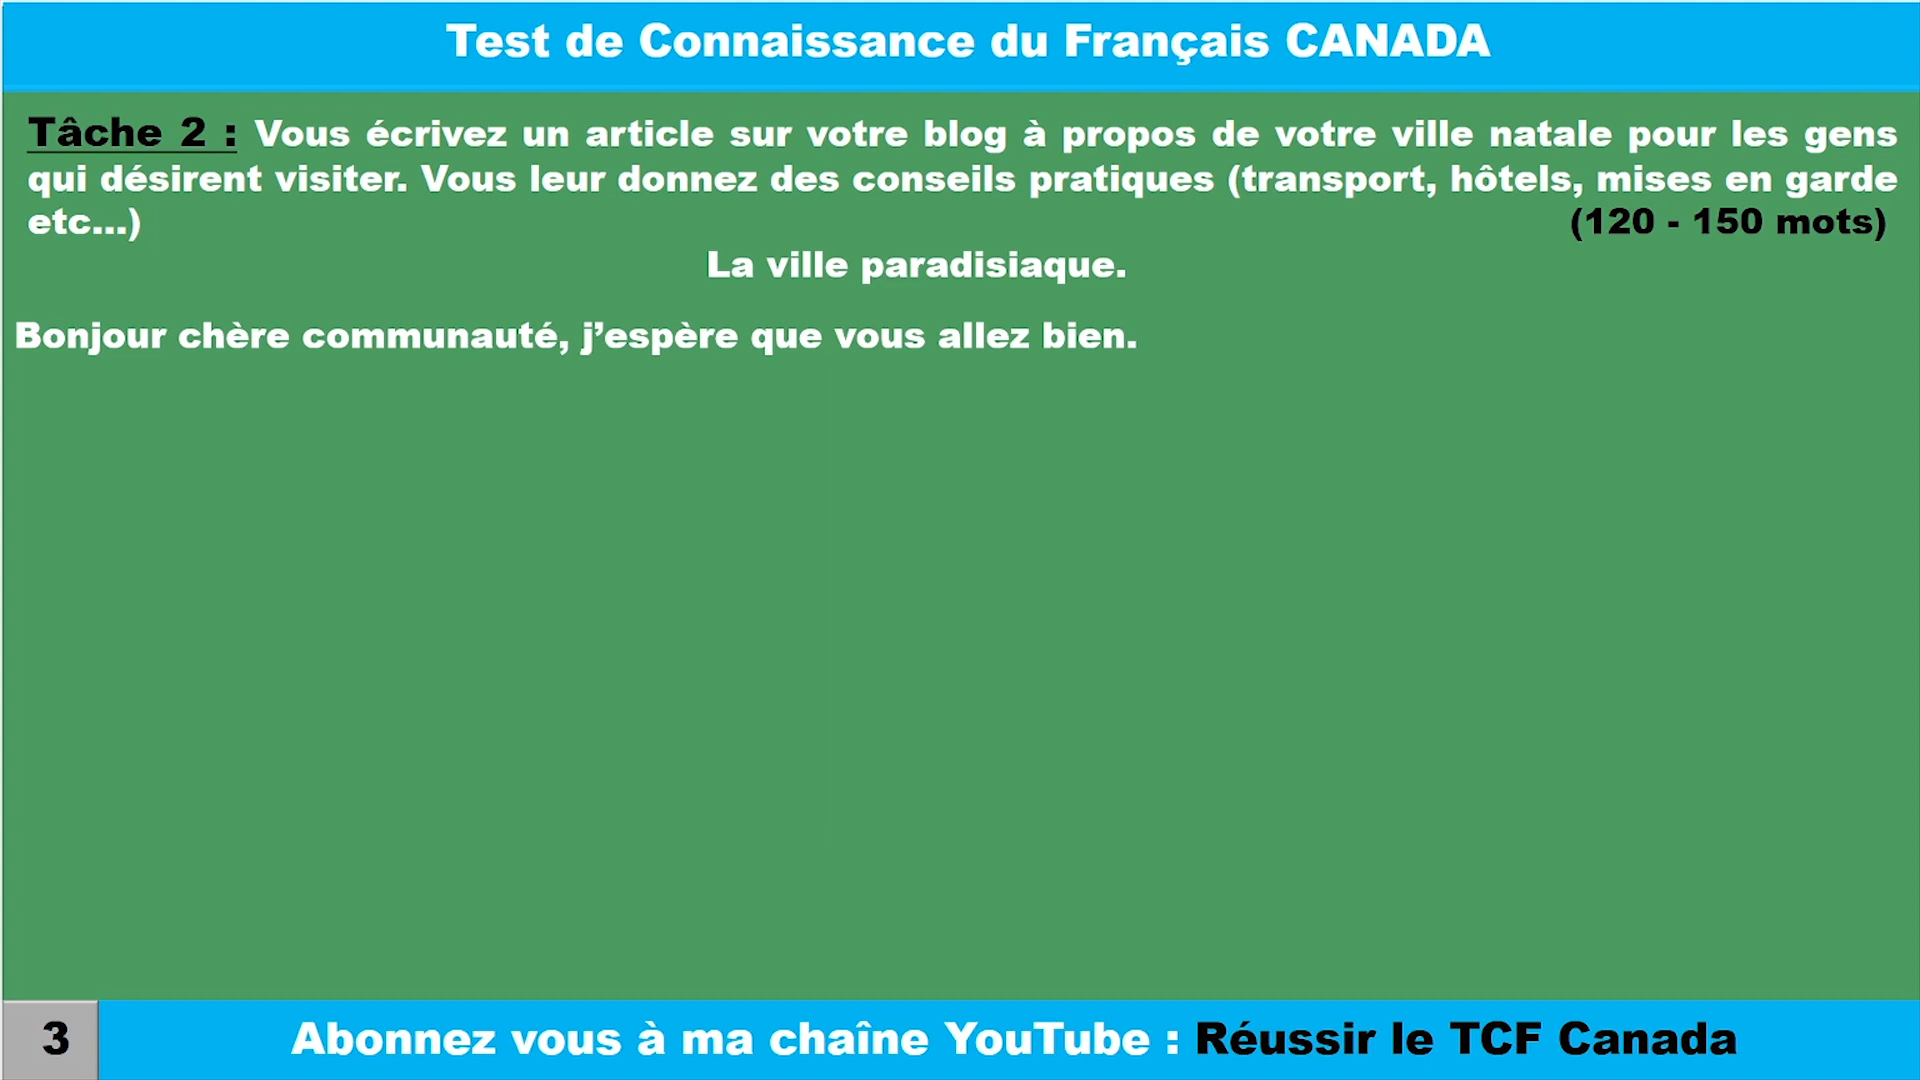 Test de Connaissance du Français CANADA
Tâche 2 : Vous écrivez un article sur votre blog à propos de votre ville natale pour les gens
qui désirent visiter. Vous leur donnez des conseils pratiques (transport, hôtels, mises en garde
etc...) (120 - 150 mots)
La ville paradisiaque.
Bonjour chère communauté, j’espère que vous allez bien.
3 Abonnez vous à ma chaîne YouTube : Réussir le TCF Canada